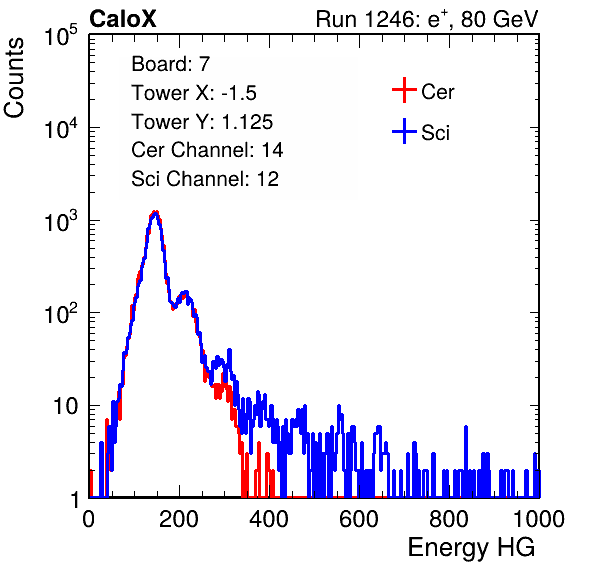 CaloX Run 1246: e⁺, 80 GeV
Counts
Board: 7
Tower X: -1.5
Tower Y: 1.125
Cer Channel: 14
Sci Channel: 12
Cer
Sci
10⁵
10⁴
10³
10²
10
1
0 200 400 600 800 1000
Energy HG